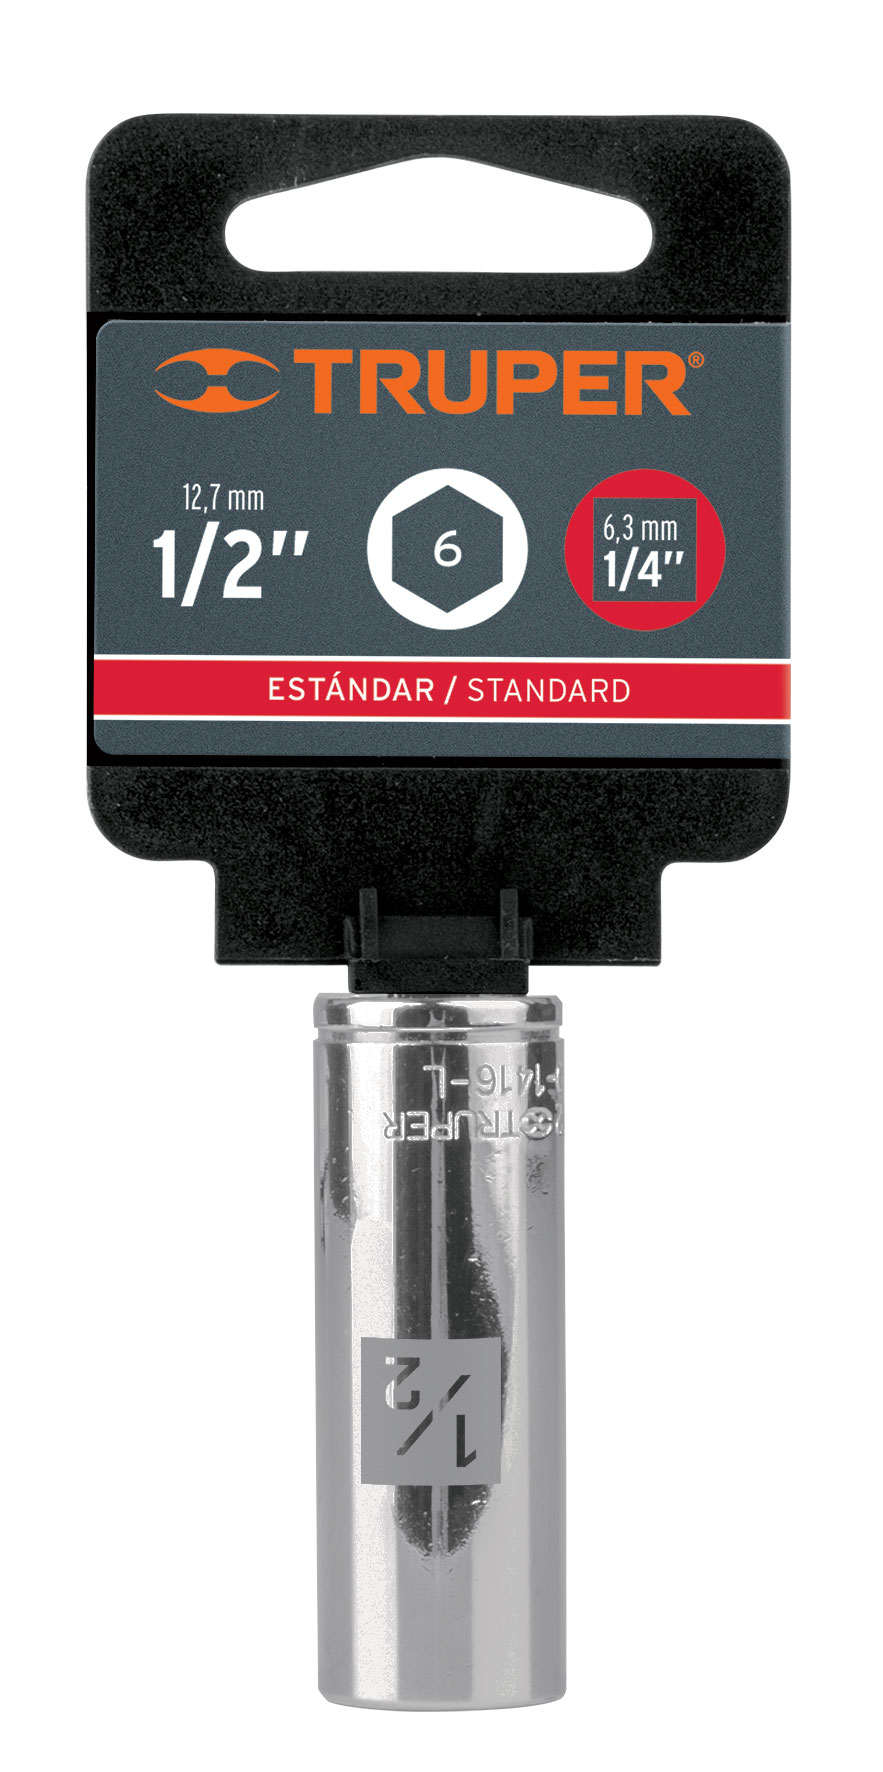 TRUPER®
12,7 mm
1/2"
6
6,3 mm
1/4"
ESTÁNDAR / STANDARD
1416-L
TRUPER
1/2